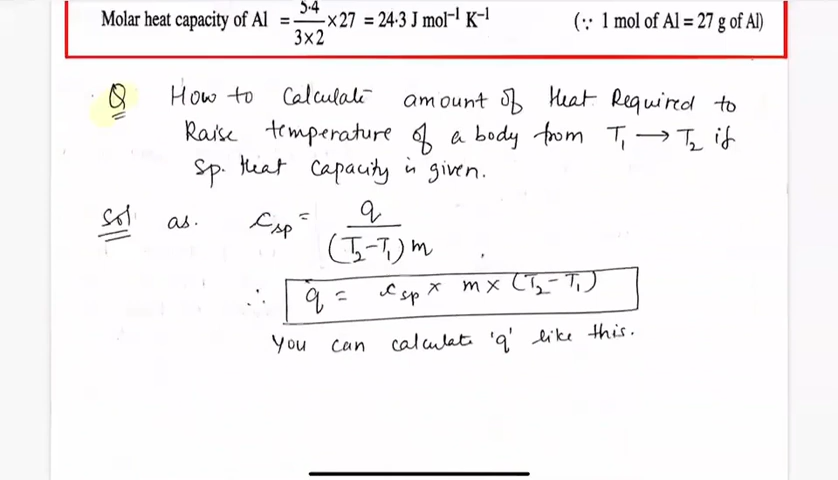 Molar heat capacity of Al = 5·4 / 3×2 ×27 = 24·3 J mol⁻¹ K⁻¹ (∵ 1 mol of Al = 27 g of Al)
Q How to Calculate amount of Heat Required to
Raise temperature of a body from T₁ → T₂ if
Sp. Heat Capacity is given.
Sol as. c_sp = q / (T₂-T₁) m
∴ q = c_sp × m × (T₂-T₁)
You can calculate 'q' like this.